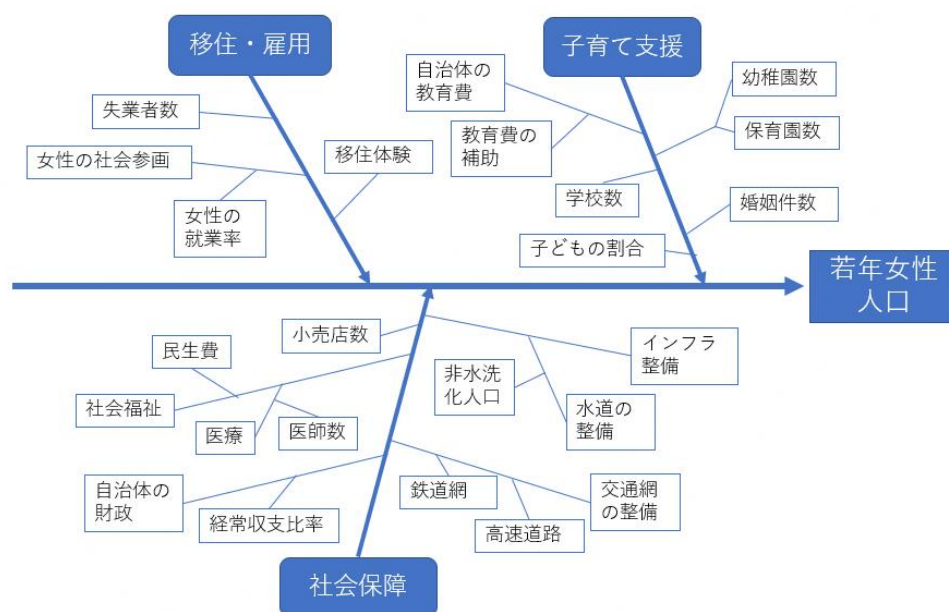 移住・雇用
子育て支援
失業者数
女性の社会参画
女性の
就業率
移住体験
自治体の
教育費
教育費の
補助
幼稚園数
保育園数
学校数
婚姻件数
子どもの割合
若年女性
人口
小売店数
民生費
社会福祉
医療
医師数
インフラ
整備
非水洗
化人口
水道の
整備
自治体の
財政
経常収支比率
鉄道網
高速道路
交通網
の整備
社会保障